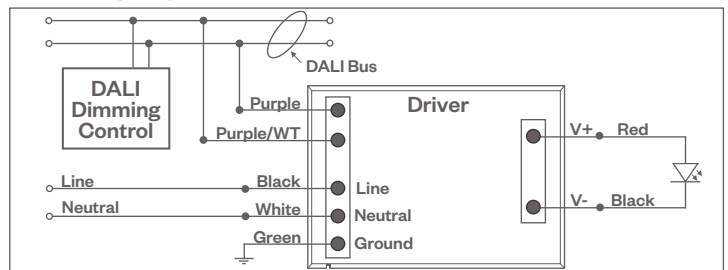 DALI Bus
DALI
Dimming
Control
Driver
Purple
Purple/WT
V+ Red
Line Black Line
V- Black
Neutral White Neutral
Green Ground